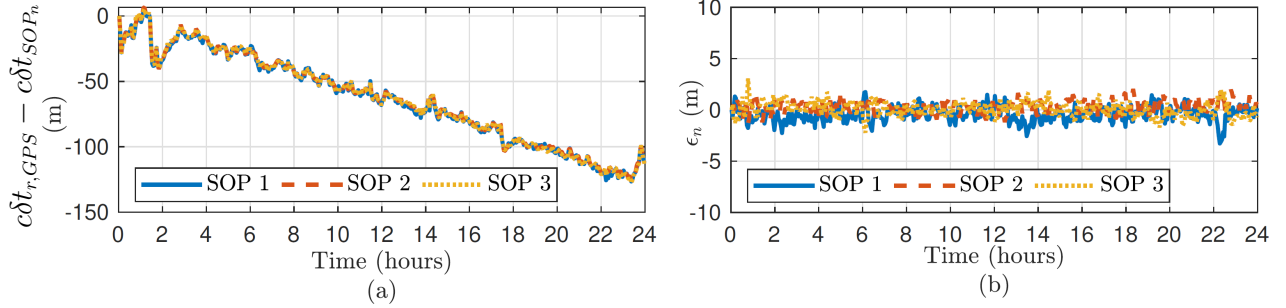 cδt_{r,GPS} − cδt_{SOP_n}
(m)
0
-50
-100
-150
SOP 1 SOP 2 SOP 3
0 2 4 6 8 10 12 14 16 18 20 22 24
Time (hours)
(a)
ϵ_n (m)
10
5
0
-5
-10
SOP 1 SOP 2 SOP 3
0 2 4 6 8 10 12 14 16 18 20 22 24
Time (hours)
(b)